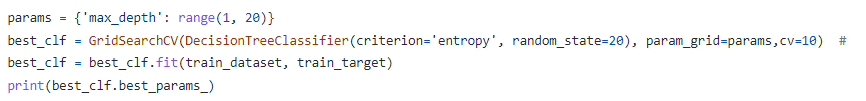 params = {'max_depth': range(1, 20)}
best_clf = GridSearchCV(DecisionTreeClassifier(criterion='entropy', random_state=20), param_grid=params,cv=10)  #
best_clf = best_clf.fit(train_dataset, train_target)
print(best_clf.best_params_)